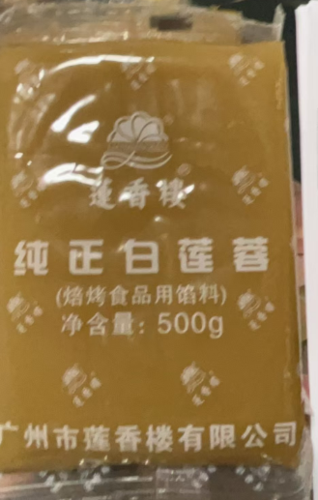 蓮香楼
纯正白莲蓉
(焙烤食品用馅料)
净含量: 500g
广州市莲香楼有限公司